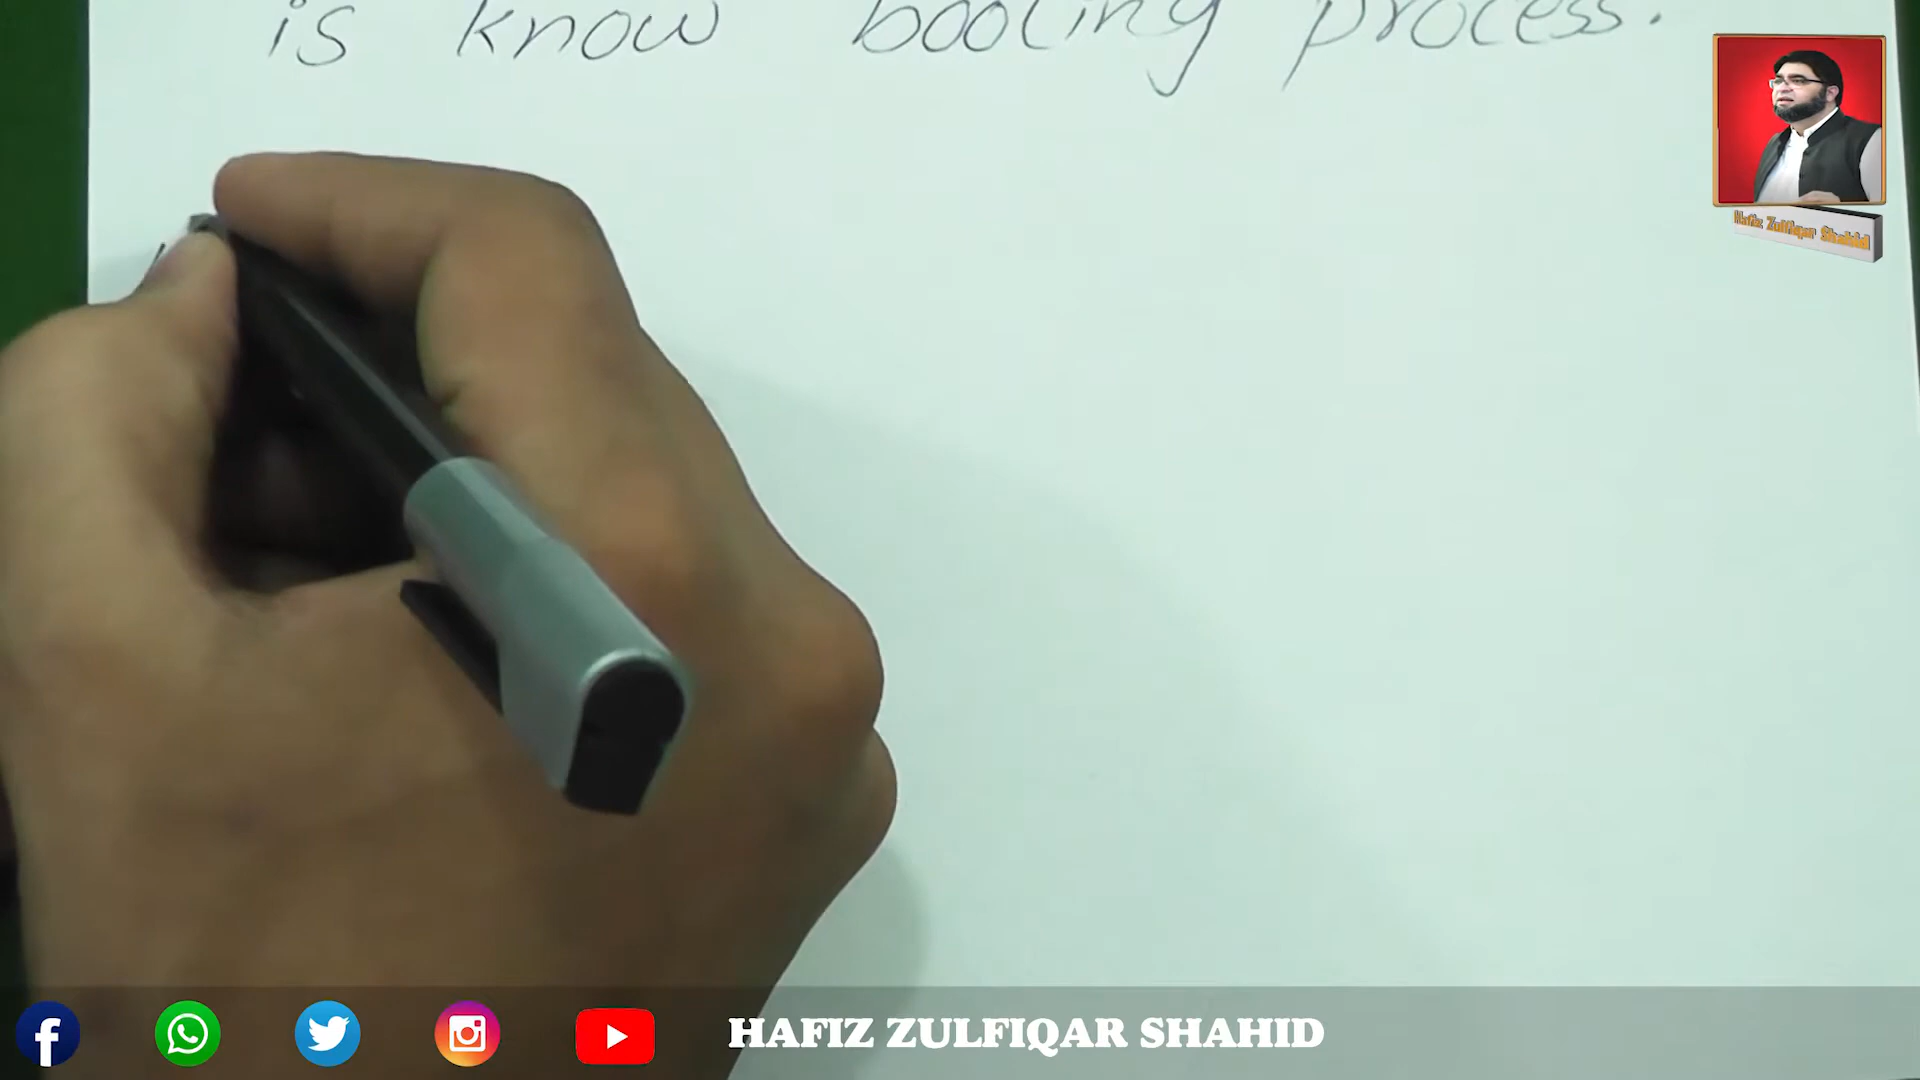 is know booting process.
Hafiz Zulfiqar Shahid
HAFIZ ZULFIQAR SHAHID